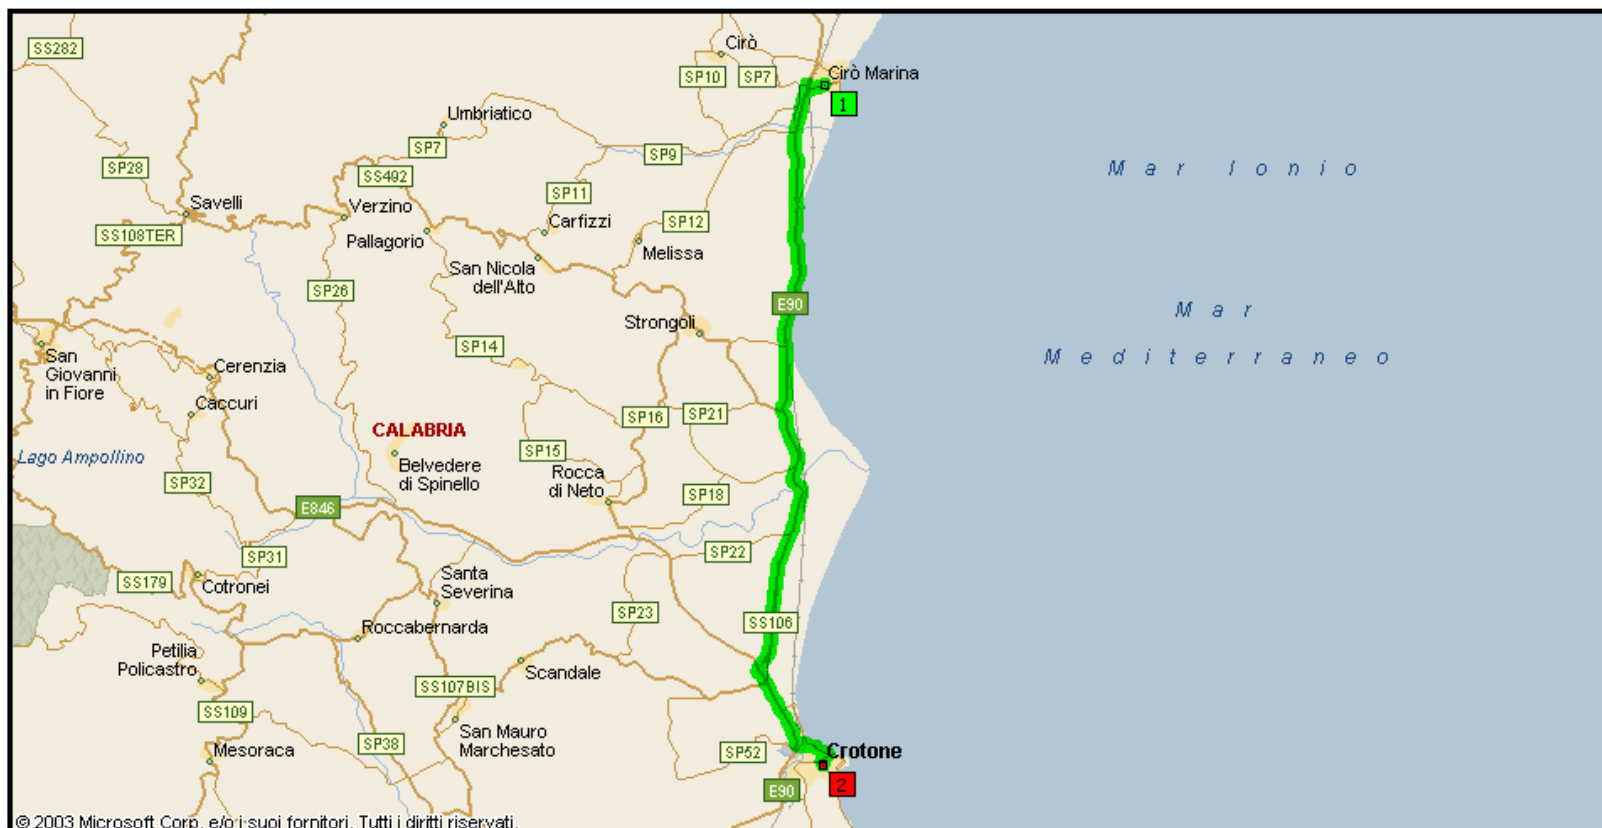 SS282
Cirò
SP10
SP7
Cirò Marina
1
Umbriatico
SP7
SP9
Mar Ionio
SP28
SS492
SP11
Savelli
Verzino
SS108TER
Pallagorio
Carfizzi
SP12
Melissa
San Nicola
dell'Alto
SP26
E90
Mar
Mediterraneo
Strongoli
SP14
San
Giovanni
in Fiore
Cerenzia
Caccuri
SP16
SP21
CALABRIA
Lago Ampollino
Belvedere
di Spinello
SP15
Rocca
di Neto
SP32
E846
SP18
SP31
SP22
SS179
Cotronei
Santa
Severina
SP23
SS106
Roccabernarda
Petilia
Policastro
Scandale
SS107BIS
SS109
San Mauro
Marchesato
SP38
Mesoraca
SP52
Crotone
2
E90
© 2003 Microsoft Corp. e/o i suoi fornitori. Tutti i diritti riservati.